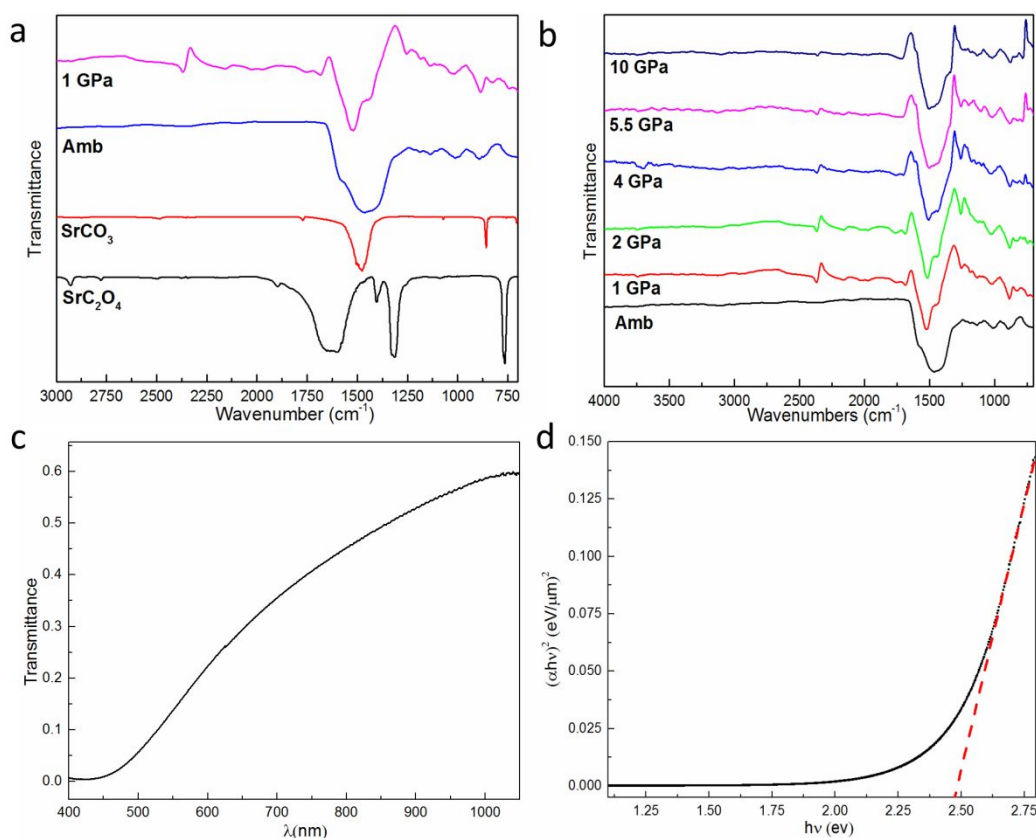 a
1 GPa
Amb
SrCO₃
SrC₂O₄
Transmittance
3000 2750 2500 2250 2000 1750 1500 1250 1000 750
Wavenumber (cm⁻¹)
b
10 GPa
5.5 GPa
4 GPa
2 GPa
1 GPa
Amb
Transmittance
4000 3500 3000 2500 2000 1500 1000
Wavenumbers (cm⁻¹)
c
0.6
0.5
0.4
0.3
0.2
0.1
0.0
Transmittance
400 500 600 700 800 900 1000
λ(nm)
d
0.150
0.125
0.100
0.075
0.050
0.025
0.000
(αhν)² (eV/μm)²
1.25 1.50 1.75 2.00 2.25 2.50 2.75
hν (ev)